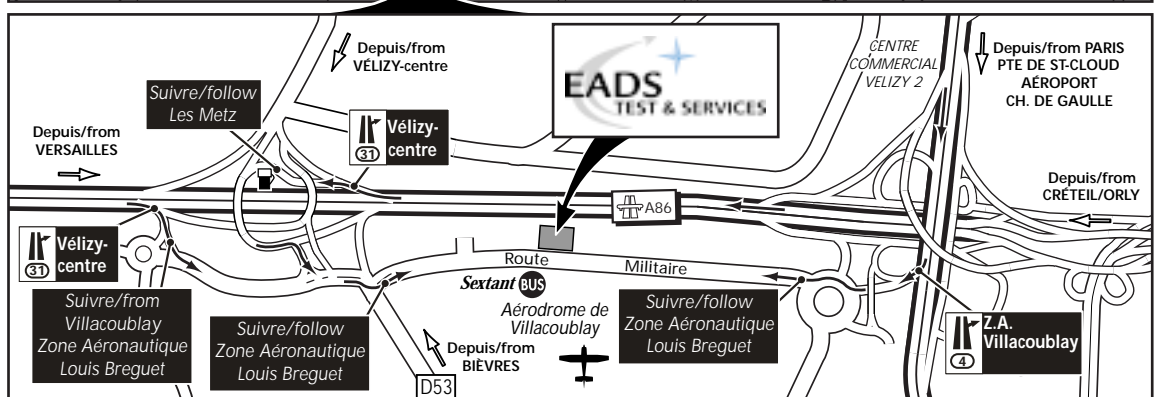 Depuis/from
VÉLIZY-centre
EADS
TEST & SERVICES
CENTRE
COMMERCIAL
VELIZY 2
Depuis/from PARIS
PTE DE ST-CLOUD
AÉROPORT
CH. DE GAULLE
Suivre/follow
Les Metz
31
Vélizy-
centre
Depuis/from
VERSAILLES
Depuis/from
CRÉTEIL/ORLY
A86
31
Vélizy-
centre
Route Militaire
Sextant BUS
Aérodrome de
Villacoublay
Suivre/from
Villacoublay
Zone Aéronautique
Louis Breguet
Suivre/follow
Zone Aéronautique
Louis Breguet
Depuis/from
BIÈVRES
D53
Suivre/follow
Zone Aéronautique
Louis Breguet
4
Z.A.
Villacoublay